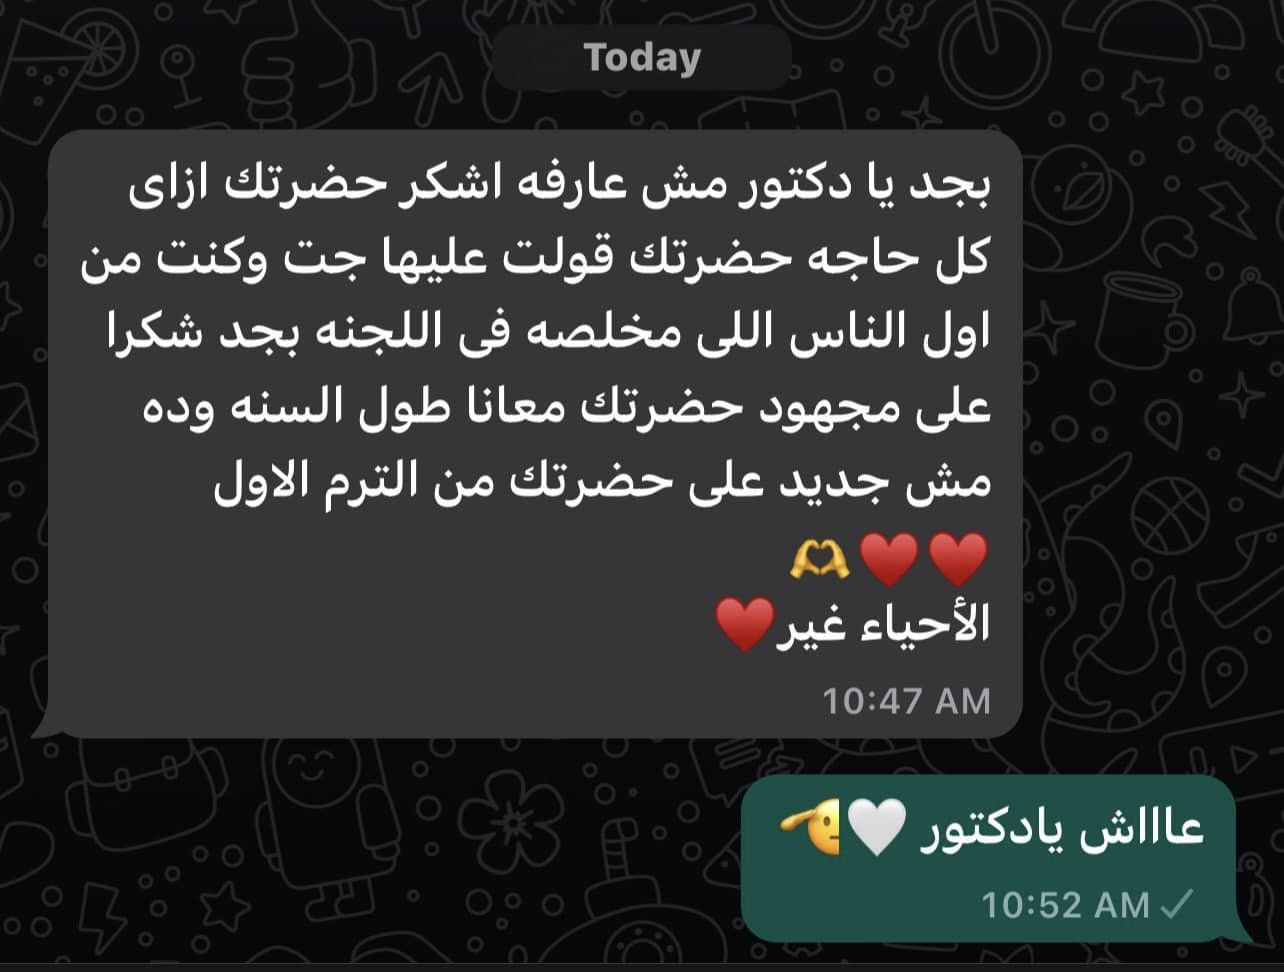 Today
بجد يا دكتور مش عارفه اشكر حضرتك ازاى
كل حاجه حضرتك قولت عليها جت وكنت من
اول الناس اللى مخلصه فى اللجنه بجد شكرا
على مجهود حضرتك معانا طول السنه وده
مش جديد على حضرتك من الترم الاول
♥️♥️🫶
الأحياء غير♥️
10:47 AM
عاااش يادكتور 🤍🫡
10:52 AM